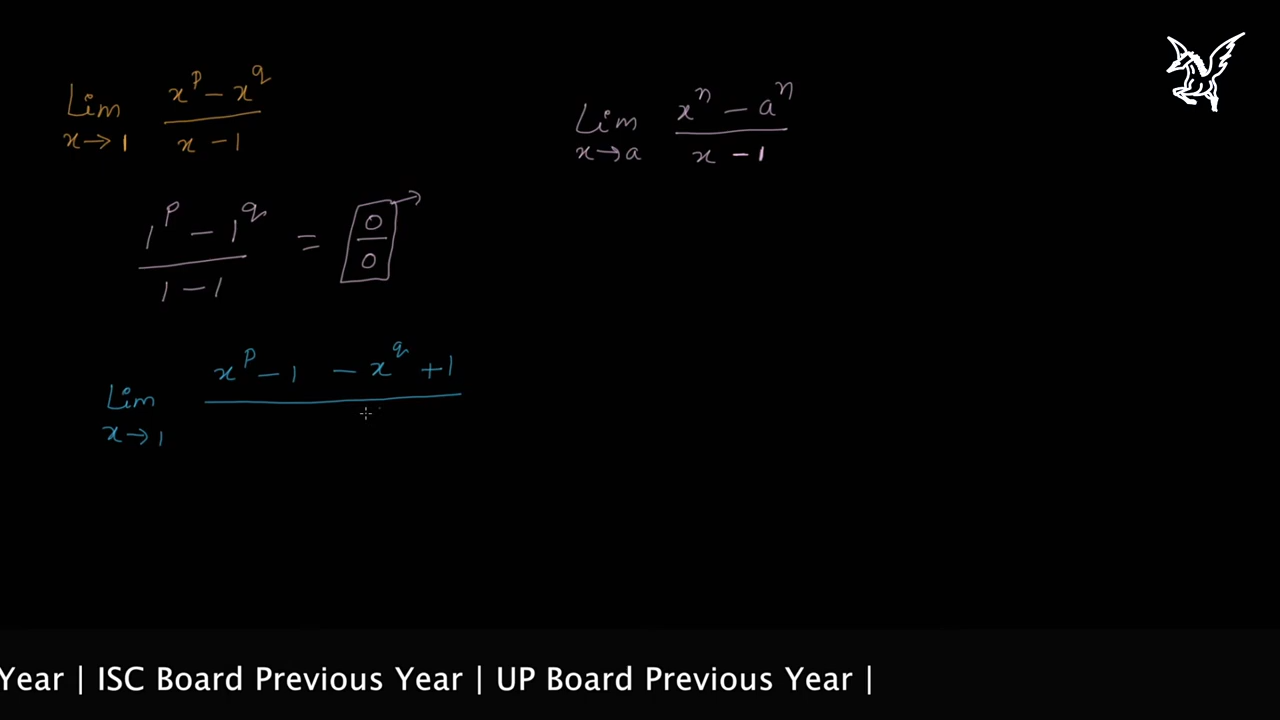 Lim x→1 (x^p − x^q)/(x − 1)
Lim x→a (x^n − a^n)/(x − 1)
(1^p − 1^q)/(1 − 1) = 0/0 →
Lim x→1 x^p − 1 − x^q + 1
Year | ISC Board Previous Year | UP Board Previous Year |